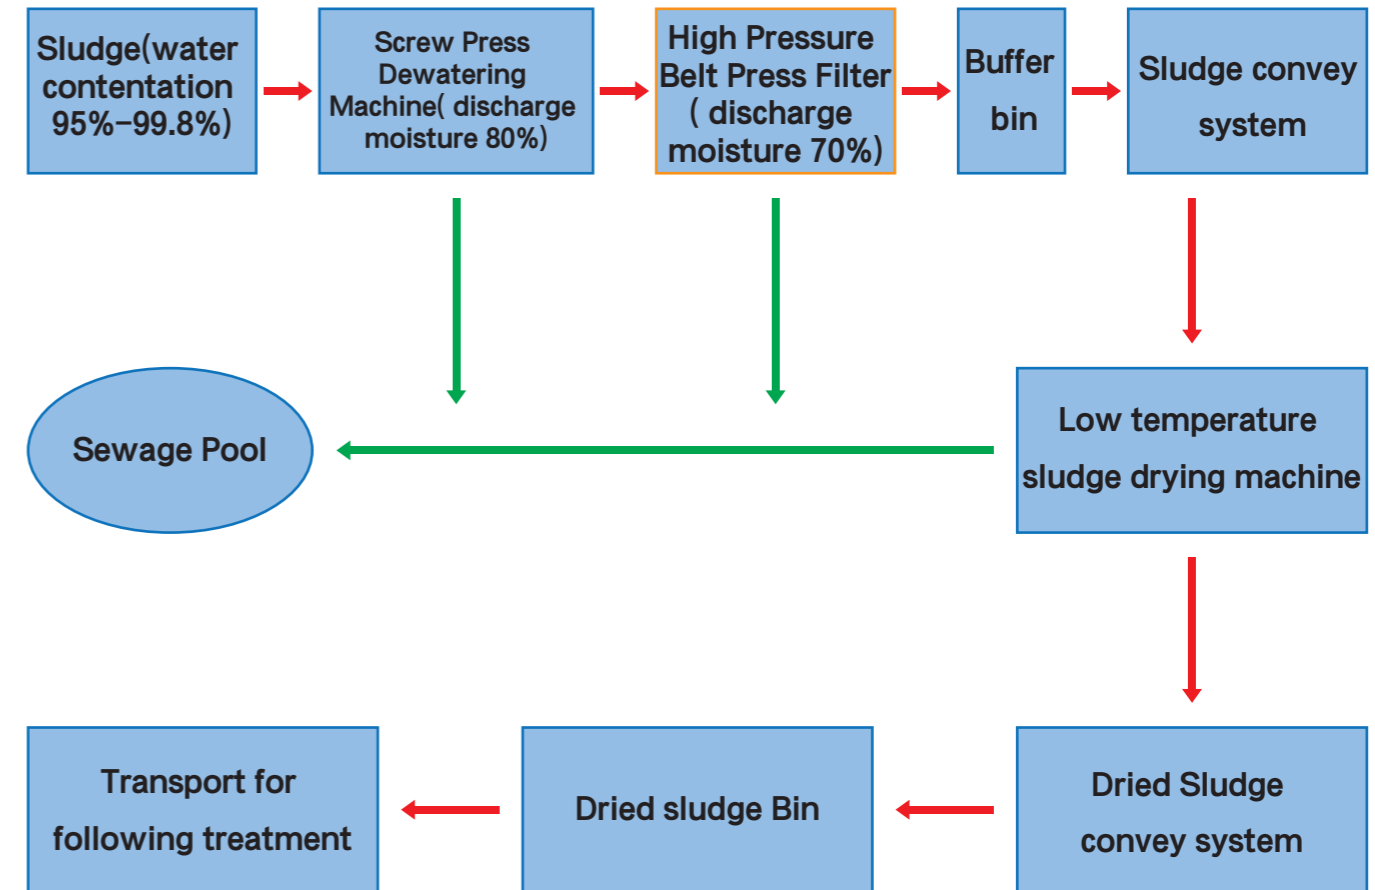 Sludge(water
contentation
95%-99.8%)
Screw Press
Dewatering
Machine( discharge
moisture 80%)
High Pressure
Belt Press Filter
( discharge
moisture 70%)
Buffer
bin
Sludge convey
system
Sewage Pool
Low temperature
sludge drying machine
Transport for
following treatment
Dried sludge Bin
Dried Sludge
convey system